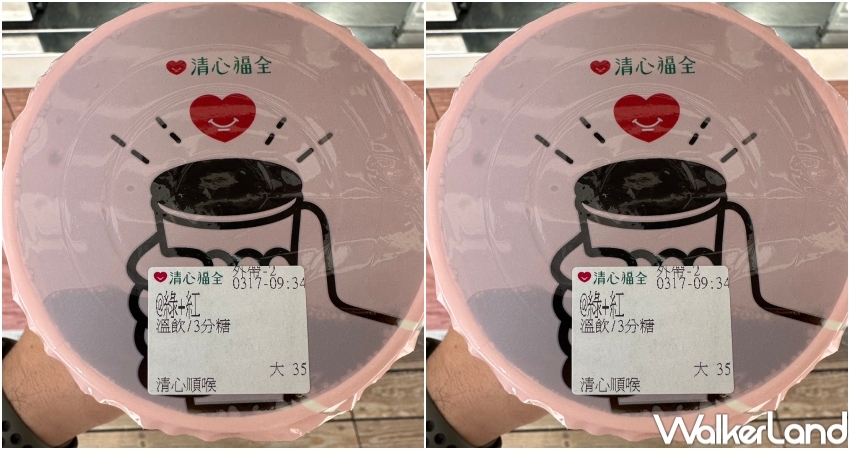 清心福全
清心福全
外帶-2
0317-09:34
@綠+紅
溫飲/3分糖
大 35
清心順喉
清心福全
清心福全
外帶-2
0317-09:34
@綠+紅
溫飲/3分糖
大 35
清心順喉
WalkerLand